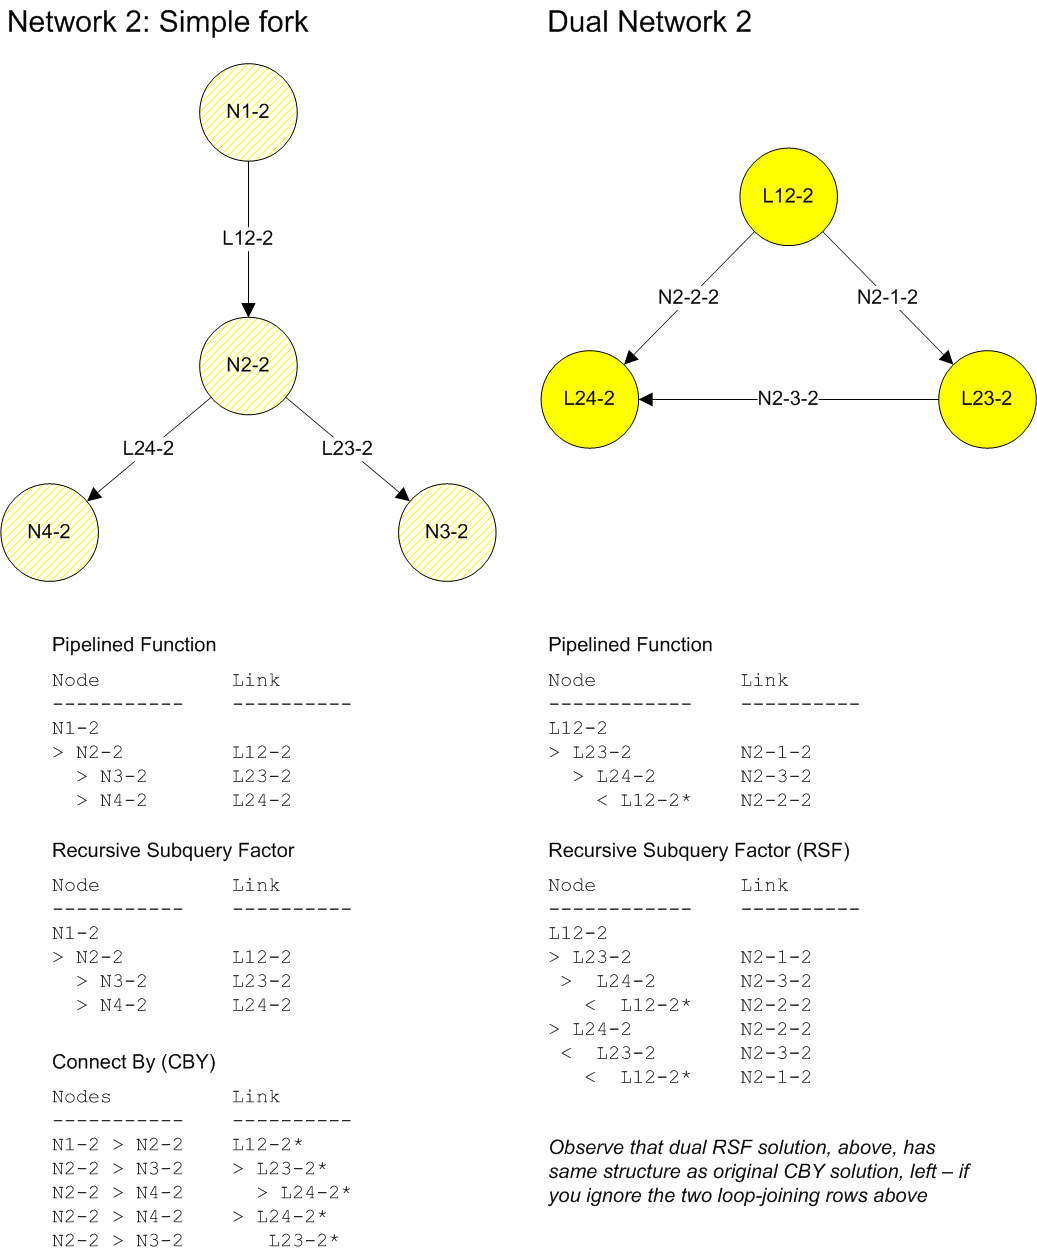 Network 2: Simple fork
N1-2
L12-2
N2-2
L24-2
L23-2
N4-2
N3-2
Dual Network 2
L12-2
N2-2-2
N2-1-2
L24-2
N2-3-2
L23-2
Pipelined Function
Node Link
----------- ----------
N1-2
> N2-2 L12-2
> N3-2 L23-2
> N4-2 L24-2
Recursive Subquery Factor
Node Link
----------- ----------
N1-2
> N2-2 L12-2
> N3-2 L23-2
> N4-2 L24-2
Connect By (CBY)
Nodes Link
----------- ----------
N1-2 > N2-2 L12-2*
N2-2 > N3-2 > L23-2*
N2-2 > N4-2 > L24-2*
N2-2 > N4-2 > L24-2*
N2-2 > N3-2 L23-2*
Pipelined Function
Node Link
------------ ----------
L12-2
> L23-2 N2-1-2
> L24-2 N2-3-2
< L12-2* N2-2-2
Recursive Subquery Factor (RSF)
Node Link
------------ ----------
L12-2
> L23-2 N2-1-2
> L24-2 N2-3-2
< L12-2* N2-2-2
> L24-2 N2-2-2
< L23-2 N2-3-2
< L12-2* N2-1-2
Observe that dual RSF solution, above, has
same structure as original CBY solution, left – if
you ignore the two loop-joining rows above